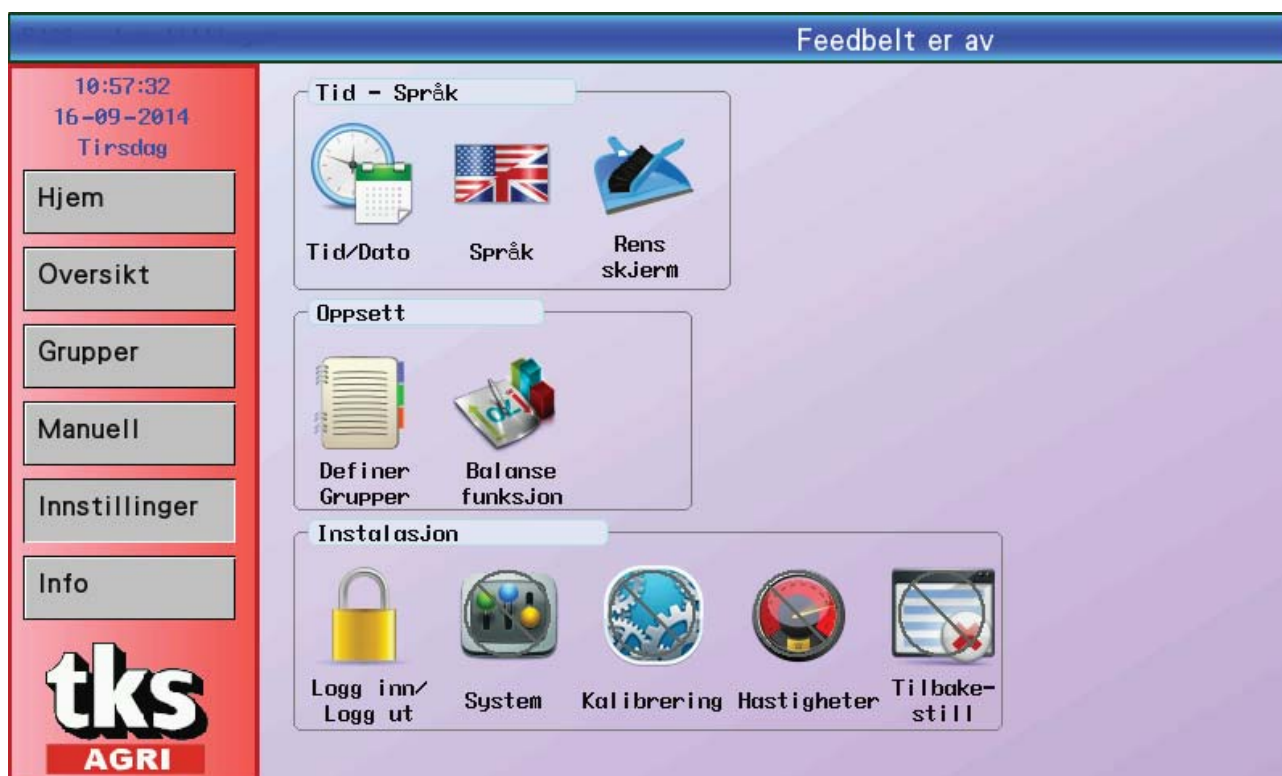 Feedbelt er av
10:57:32
16-09-2014
Tirsdag
Hjem
Oversikt
Grupper
Manuell
Innstillinger
Info
tks
AGRI
Tid - Språk
Tid/Dato
Språk
Rens
skjerm
Oppsett
Definer
Grupper
Balanse
funksjon
Instalasjon
Logg inn/
Logg ut
System
Kalibrering
Hastigheter
Tilbake-
still